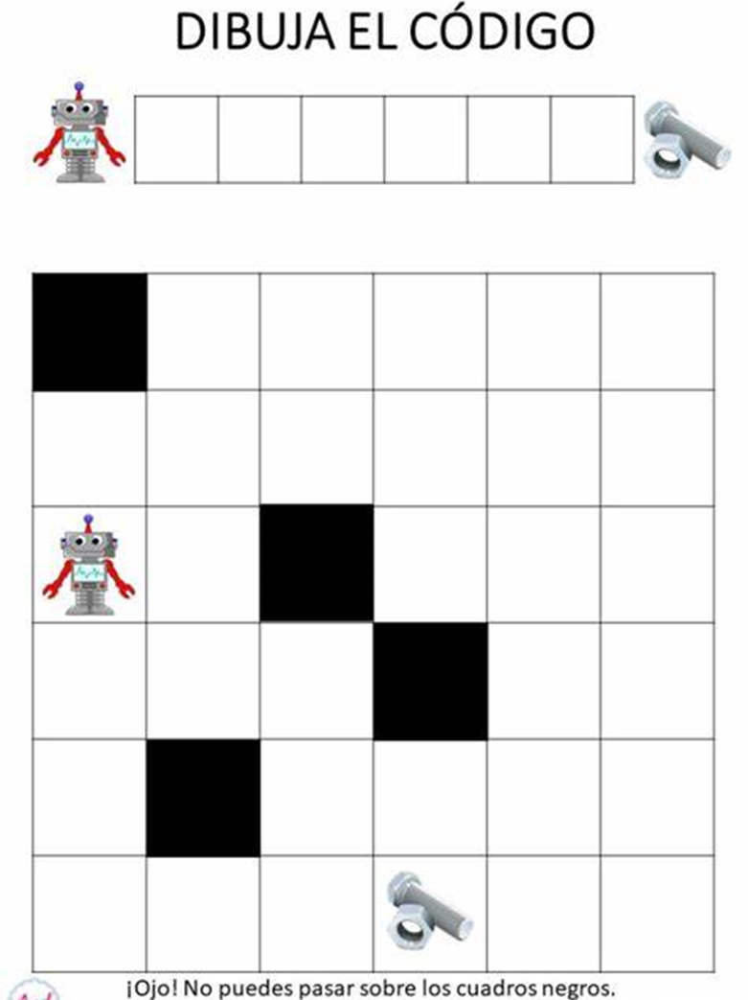 DIBUJA EL CÓDIGO
¡Ojo! No puedes pasar sobre los cuadros negros.